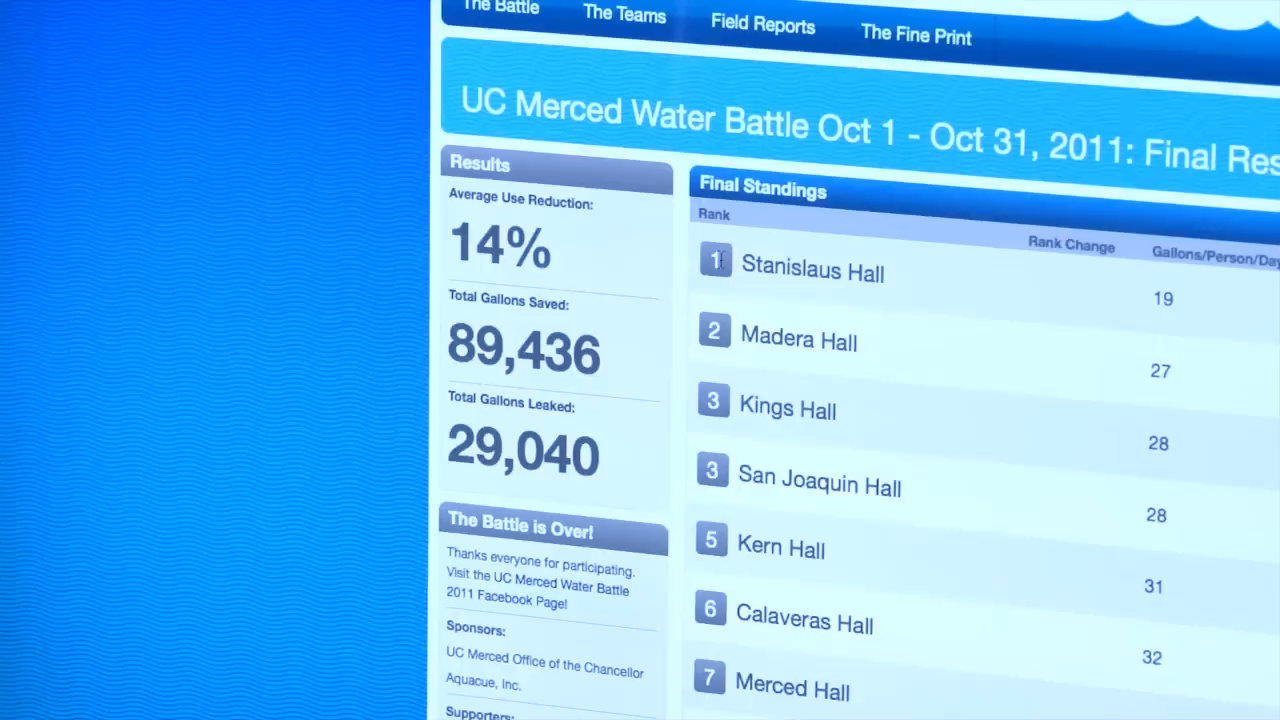 The Battle
The Teams
Field Reports
The Fine Print
UC Merced Water Battle Oct 1 - Oct 31, 2011: Final
Results
Average Use Reduction:
14%
Total Gallons Saved:
89,436
Total Gallons Leaked:
29,040
The Battle is Over!
Thanks everyone for participating.
Visit the UC Merced Water Battle
2011 Facebook Page!
Sponsors:
UC Merced Office of the Chancellor
Aquacue, Inc.
Supporters:
Final Standings
Rank Rank Change Gallons/Person/Day
1 Stanislaus Hall 19
2 Madera Hall 27
3 Kings Hall 28
3 San Joaquin Hall 28
5 Kern Hall 31
6 Calaveras Hall 32
7 Merced Hall